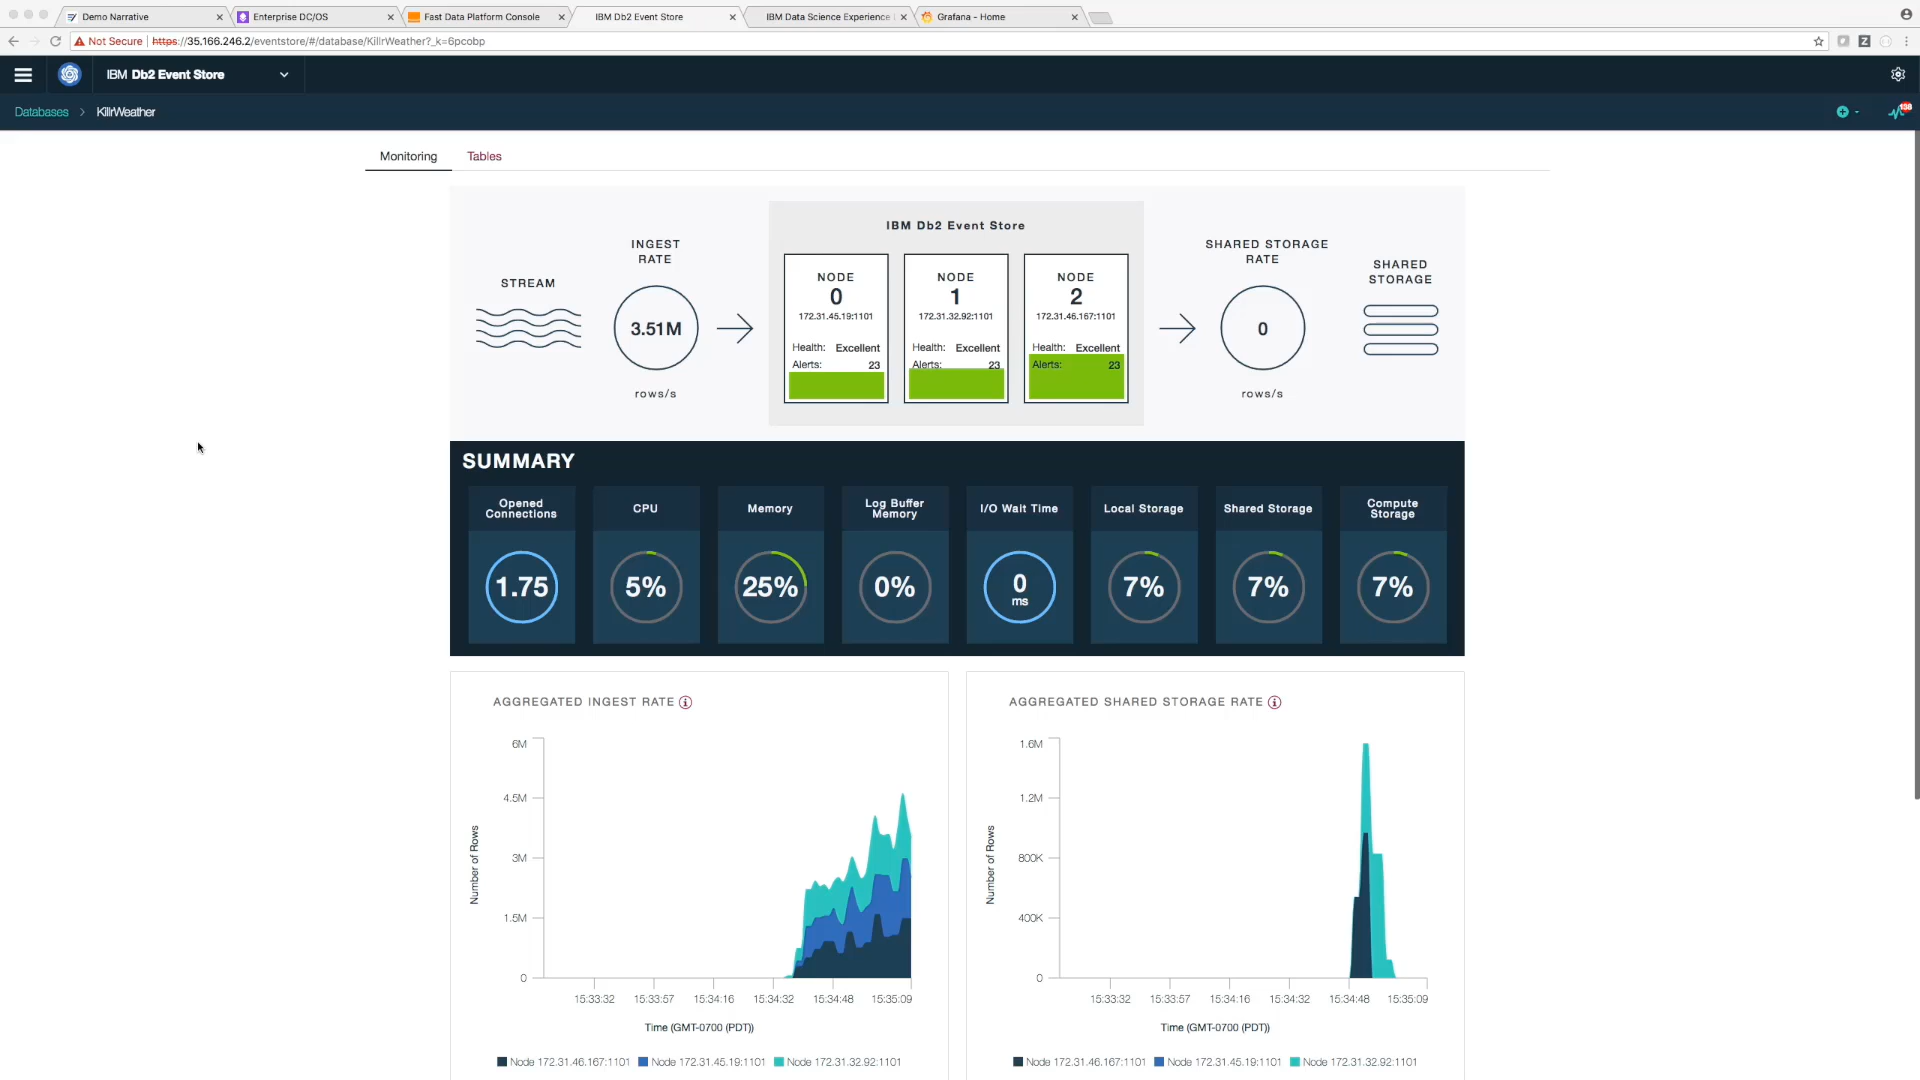 Demo Narrative
Enterprise DC/OS
Fast Data Platform Console
IBM Db2 Event Store
IBM Data Science Experience
Grafana - Home
Not Secure https://35.166.246.2/eventstore/#/database/KillrWeather?_k=6pcobp
IBM Db2 Event Store
Databases > KillrWeather
138
Monitoring
Tables
STREAM
INGEST
RATE
3.51M
rows/s
IBM Db2 Event Store
NODE
0
172.31.45.19:1101
Health: Excellent
Alerts: 23
NODE
1
172.31.32.92:1101
Health: Excellent
Alerts: 23
NODE
2
172.31.46.167:1101
Health: Excellent
Alerts: 23
SHARED STORAGE
RATE
0
rows/s
SHARED
STORAGE
SUMMARY
Opened
Connections
1.75
CPU
5%
Memory
25%
Log Buffer
Memory
0%
I/O Wait Time
0
ms
Local Storage
7%
Shared Storage
7%
Compute
Storage
7%
AGGREGATED INGEST RATE
Number of Rows
6M
4.5M
3M
1.5M
0
15:33:32 15:33:57 15:34:16 15:34:32 15:34:48 15:35:09
Time (GMT-0700 (PDT))
Node 172.31.46.167:1101 Node 172.31.45.19:1101 Node 172.31.32.92:1101
AGGREGATED SHARED STORAGE RATE
Number of Rows
1.6M
1.2M
800K
400K
0
15:33:32 15:33:57 15:34:16 15:34:32 15:34:48 15:35:09
Time (GMT-0700 (PDT))
Node 172.31.46.167:1101 Node 172.31.45.19:1101 Node 172.31.32.92:1101